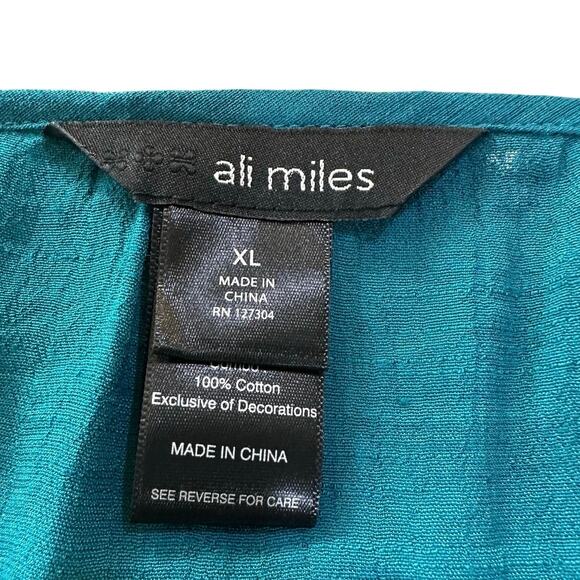 ali miles
XL
MADE IN
CHINA
RN 127304
100% Cotton
Exclusive of Decorations
MADE IN CHINA
SEE REVERSE FOR CARE